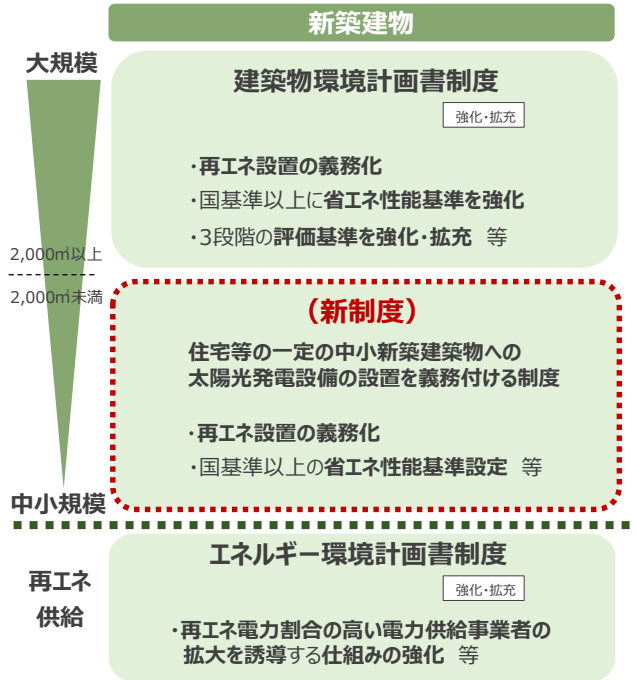 新築建物
大規模
建築物環境計画書制度
強化・拡充
・再エネ設置の義務化
・国基準以上に省エネ性能基準を強化
・3段階の評価基準を強化・拡充 等
2,000㎡以上
2,000㎡未満
（新制度）
住宅等の一定の中小新築建築物への
太陽光発電設備の設置を義務付ける制度
・再エネ設置の義務化
・国基準以上の省エネ性能基準設定 等
中小規模
エネルギー環境計画書制度
強化・拡充
再エネ
供給
・再エネ電力割合の高い電力供給事業者の
拡大を誘導する仕組みの強化 等